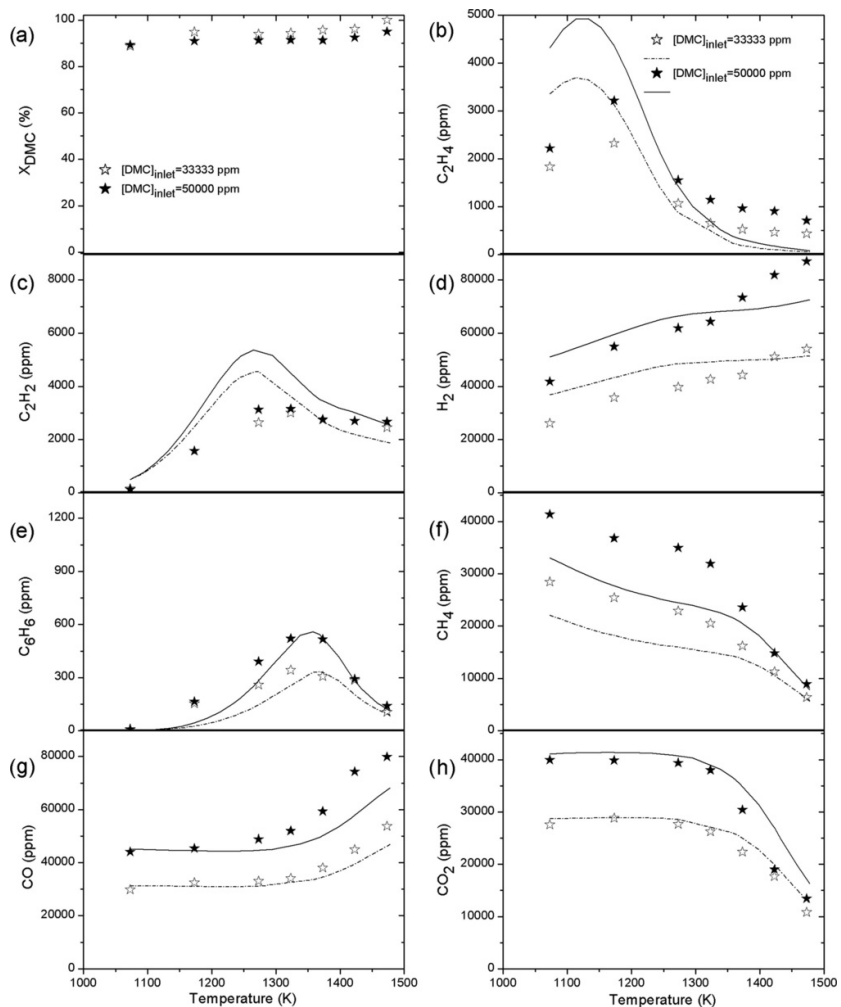 (a)
X_DMC (%)
100
80
60
40
20
0
☆ [DMC]_inlet=33333 ppm
★ [DMC]_inlet=50000 ppm
(b)
C₂H₄ (ppm)
5000
4000
3000
2000
1000
0
☆ [DMC]_inlet=33333 ppm
★ [DMC]_inlet=50000 ppm
(c)
C₂H₂ (ppm)
8000
6000
4000
2000
0
(d)
H₂ (ppm)
80000
60000
40000
20000
0
(e)
C₆H₆ (ppm)
1200
900
600
300
0
(f)
CH₄ (ppm)
40000
30000
20000
10000
0
(g)
CO (ppm)
80000
60000
40000
20000
0
1000 1100 1200 1300 1400 1500
Temperature (K)
(h)
CO₂ (ppm)
40000
30000
20000
10000
0
1000 1100 1200 1300 1400 1500
Temperature (K)